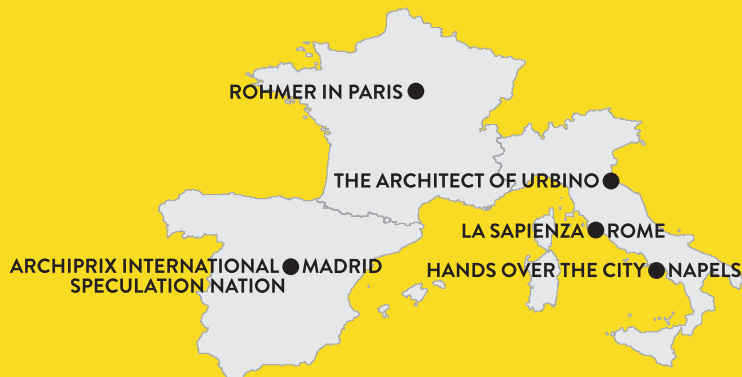 ROHMER IN PARIS
THE ARCHITECT OF URBINO
LA SAPIENZA ROME
ARCHIPRIX INTERNATIONAL MADRID
SPECULATION NATION
HANDS OVER THE CITY NAPELS